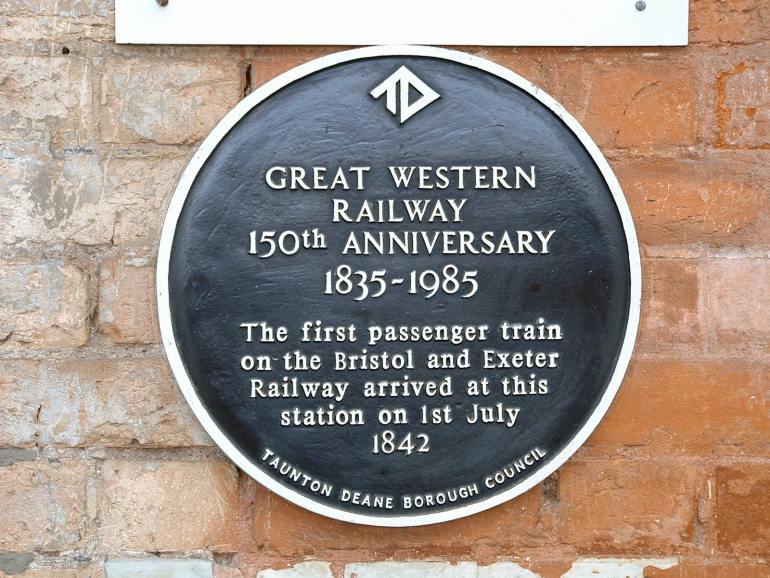 TD
GREAT WESTERN
RAILWAY
150th ANNIVERSARY
1835-1985
The first passenger train
on the Bristol and Exeter
Railway arrived at this
station on 1st July
1842
TAUNTON DEANE BOROUGH COUNCIL